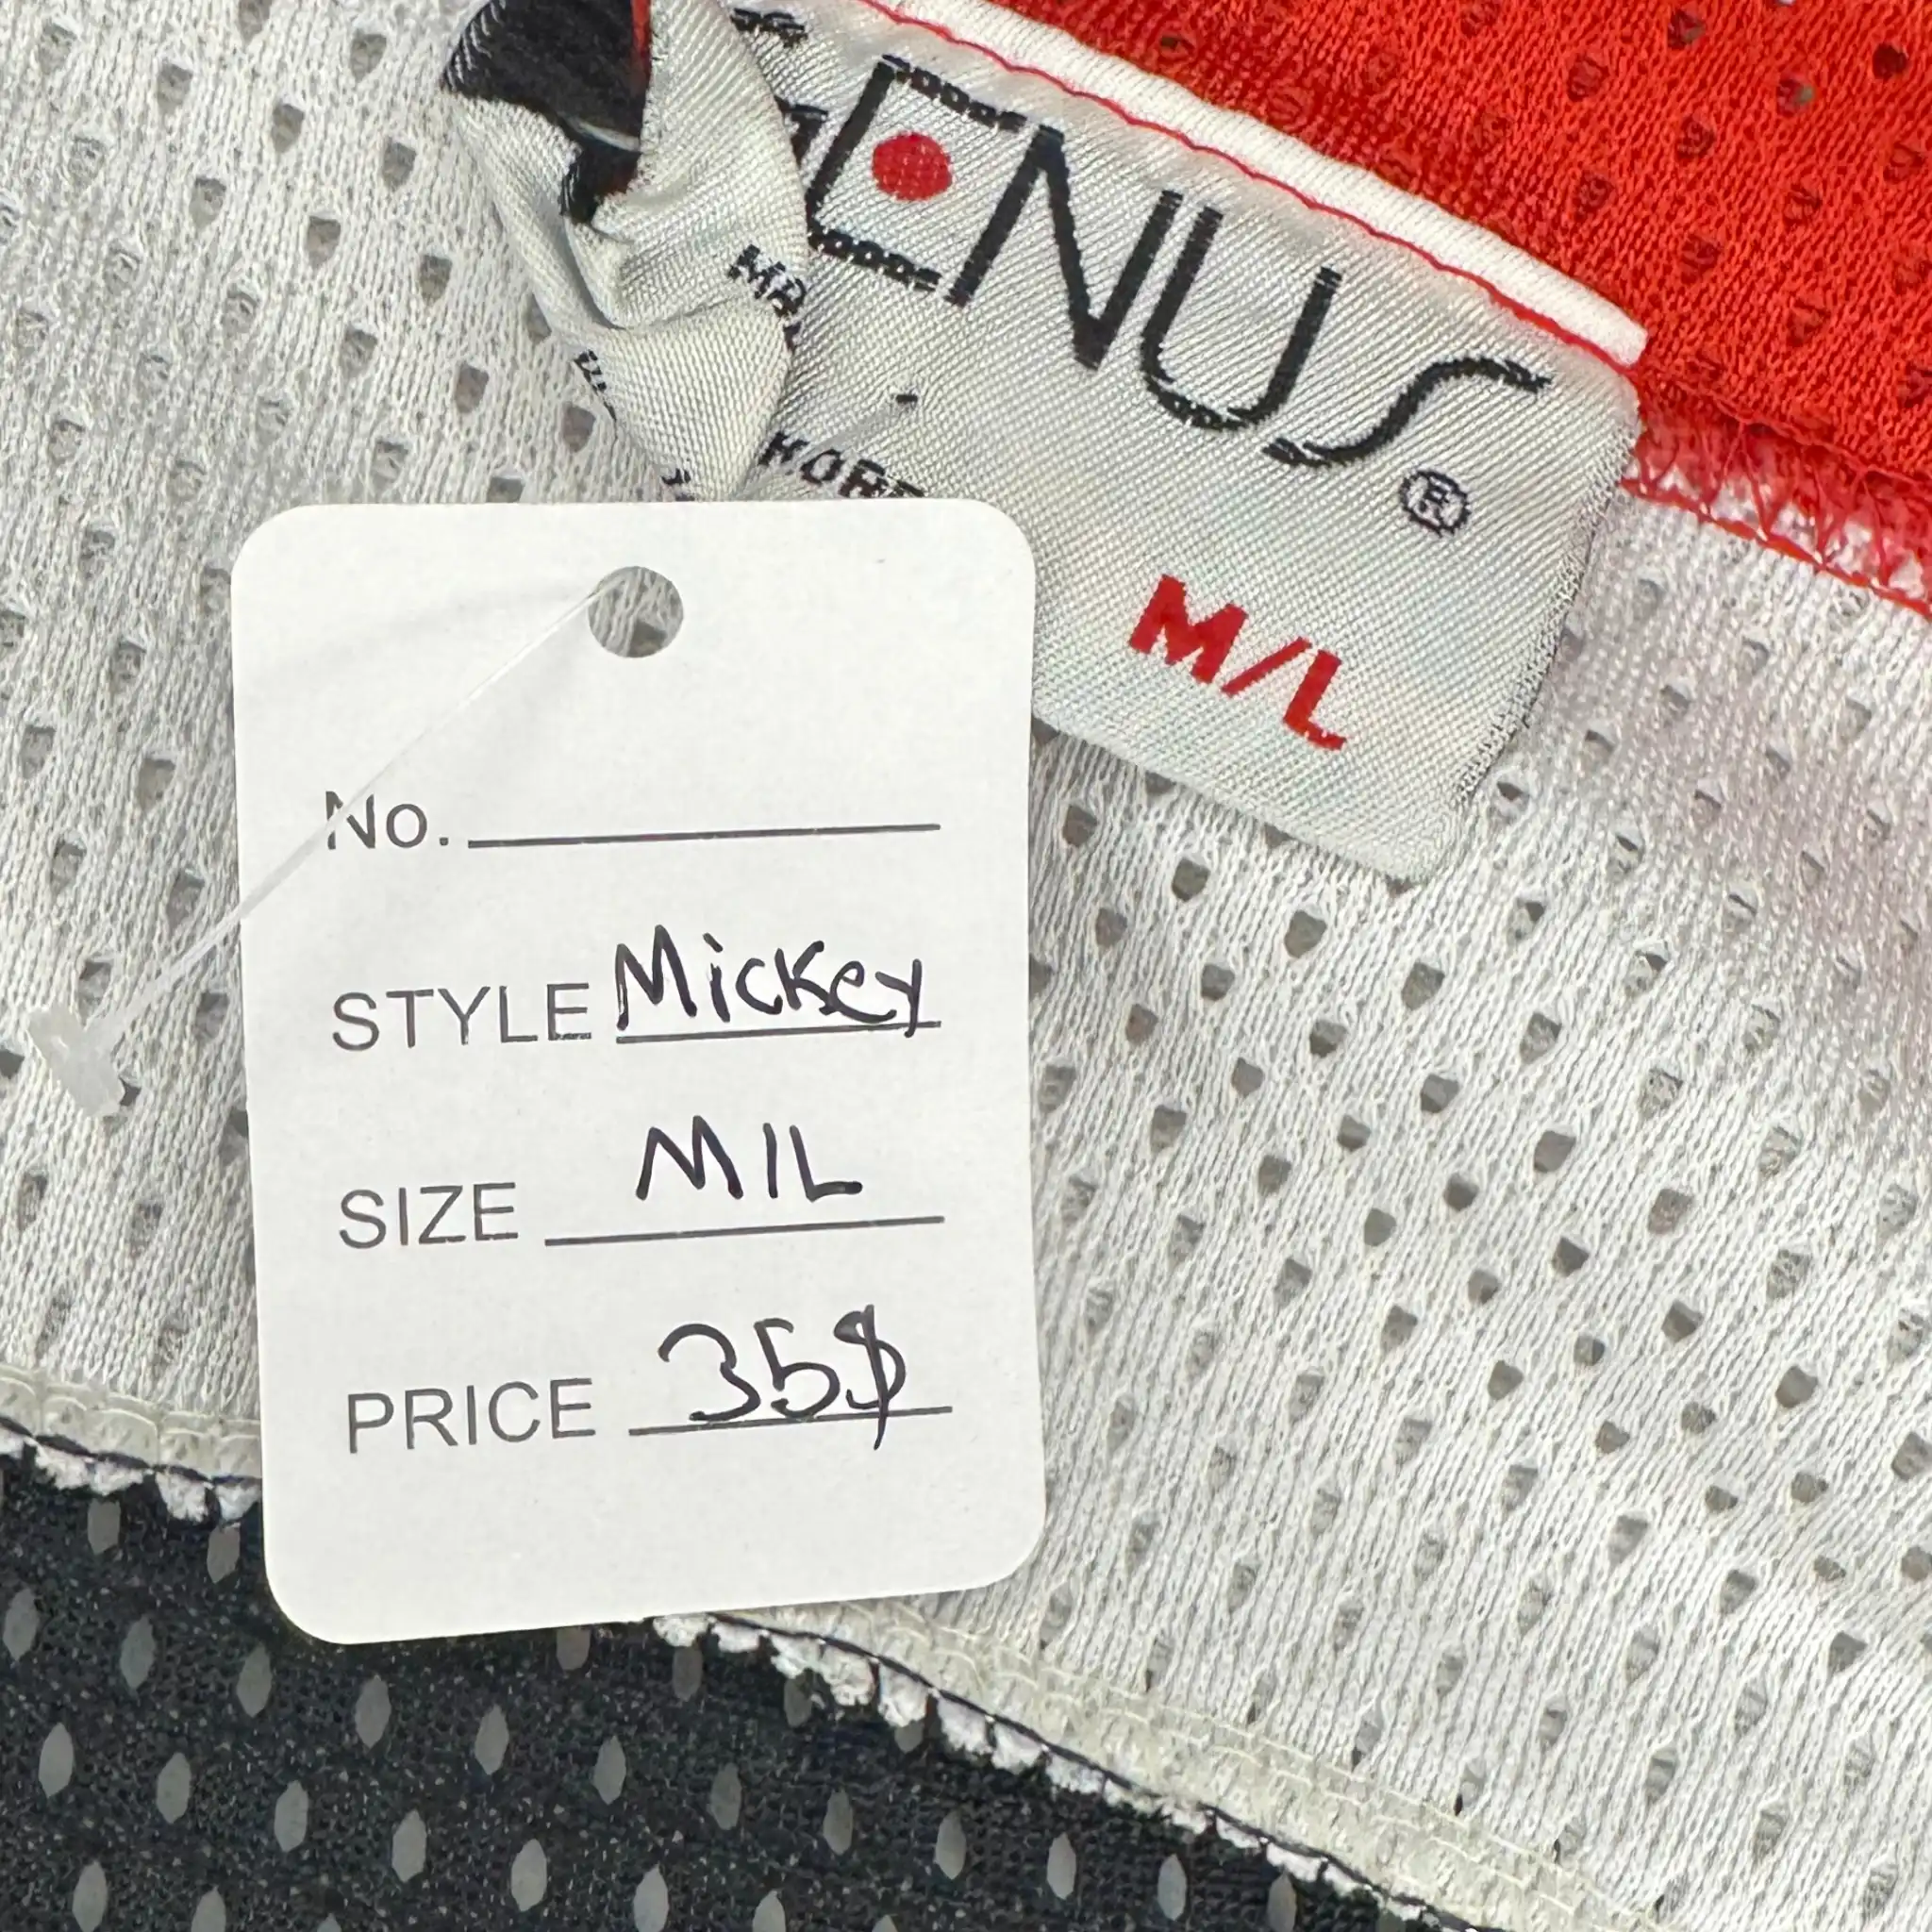 ENUS®
M/L
No.
STYLE Mickey
SIZE M/L
PRICE 35$